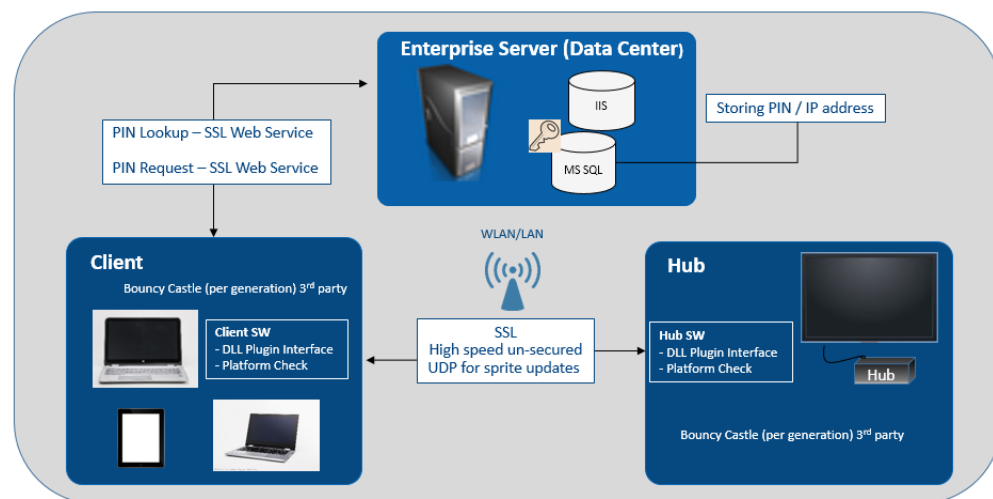 Enterprise Server (Data Center)
IIS
MS SQL
Storing PIN / IP address
PIN Lookup – SSL Web Service
PIN Request – SSL Web Service
WLAN/LAN
Client
Bouncy Castle (per generation) 3rd party
Client SW
- DLL Plugin Interface
- Platform Check
SSL
High speed un-secured
UDP for sprite updates
Hub
Hub SW
- DLL Plugin Interface
- Platform Check
Hub
Bouncy Castle (per generation) 3rd party